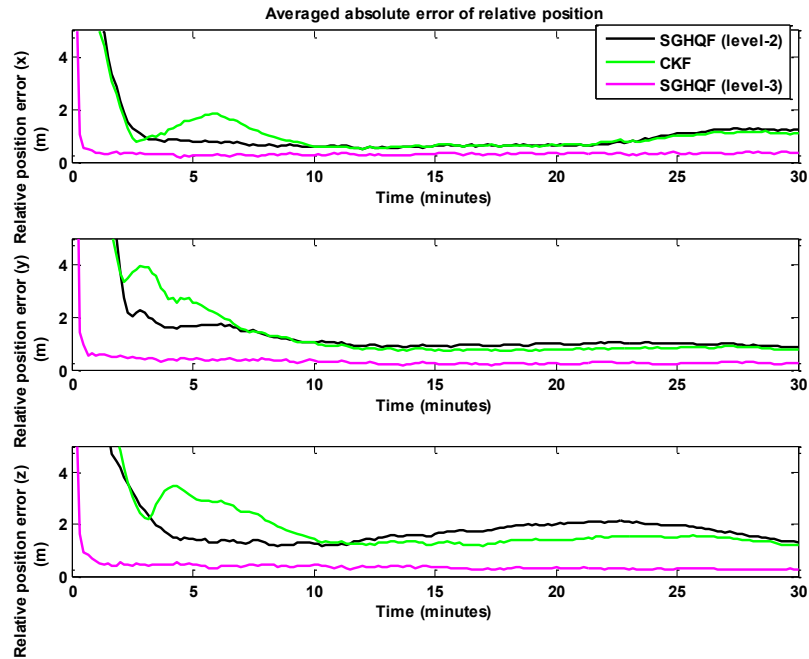 Averaged absolute error of relative position
SGHQF (level-2)
CKF
SGHQF (level-3)
Relative position error (x)
(m)
4
2
0
0 5 10 15 20 25 30
Time (minutes)
Relative position error (y)
(m)
4
2
0
0 5 10 15 20 25 30
Time (minutes)
Relative position error (z)
(m)
4
2
0
0 5 10 15 20 25 30
Time (minutes)